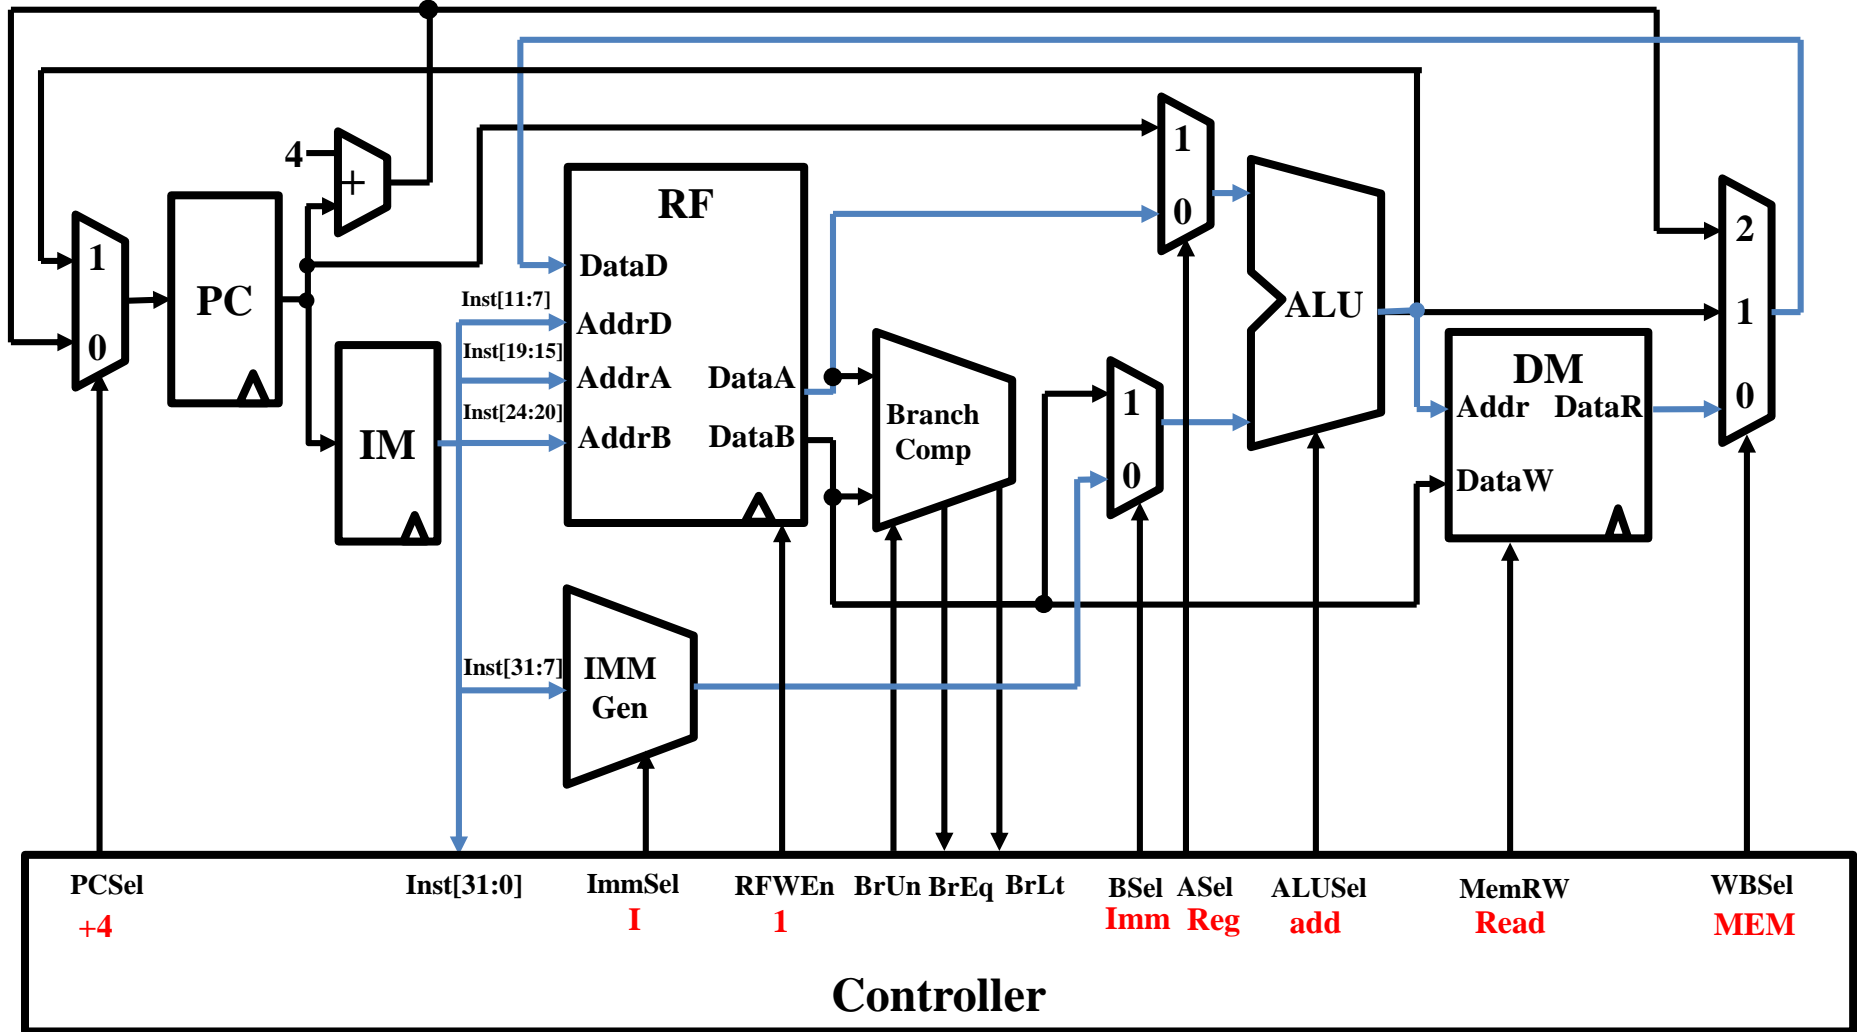 4
+
1
0
PC
IM
Inst[11:7]
Inst[19:15]
Inst[24:20]
Inst[31:7]
RF
DataD
AddrD
AddrA
AddrB
DataA
DataB
IMM
Gen
Branch
Comp
1
0
1
0
ALU
DM
Addr
DataR
DataW
2
1
0
PCSel
Inst[31:0]
ImmSel
RFWEn
BrUn
BrEq
BrLt
BSel
ASel
ALUSel
MemRW
WBSel
+4
I
1
Imm
Reg
add
Read
MEM
Controller